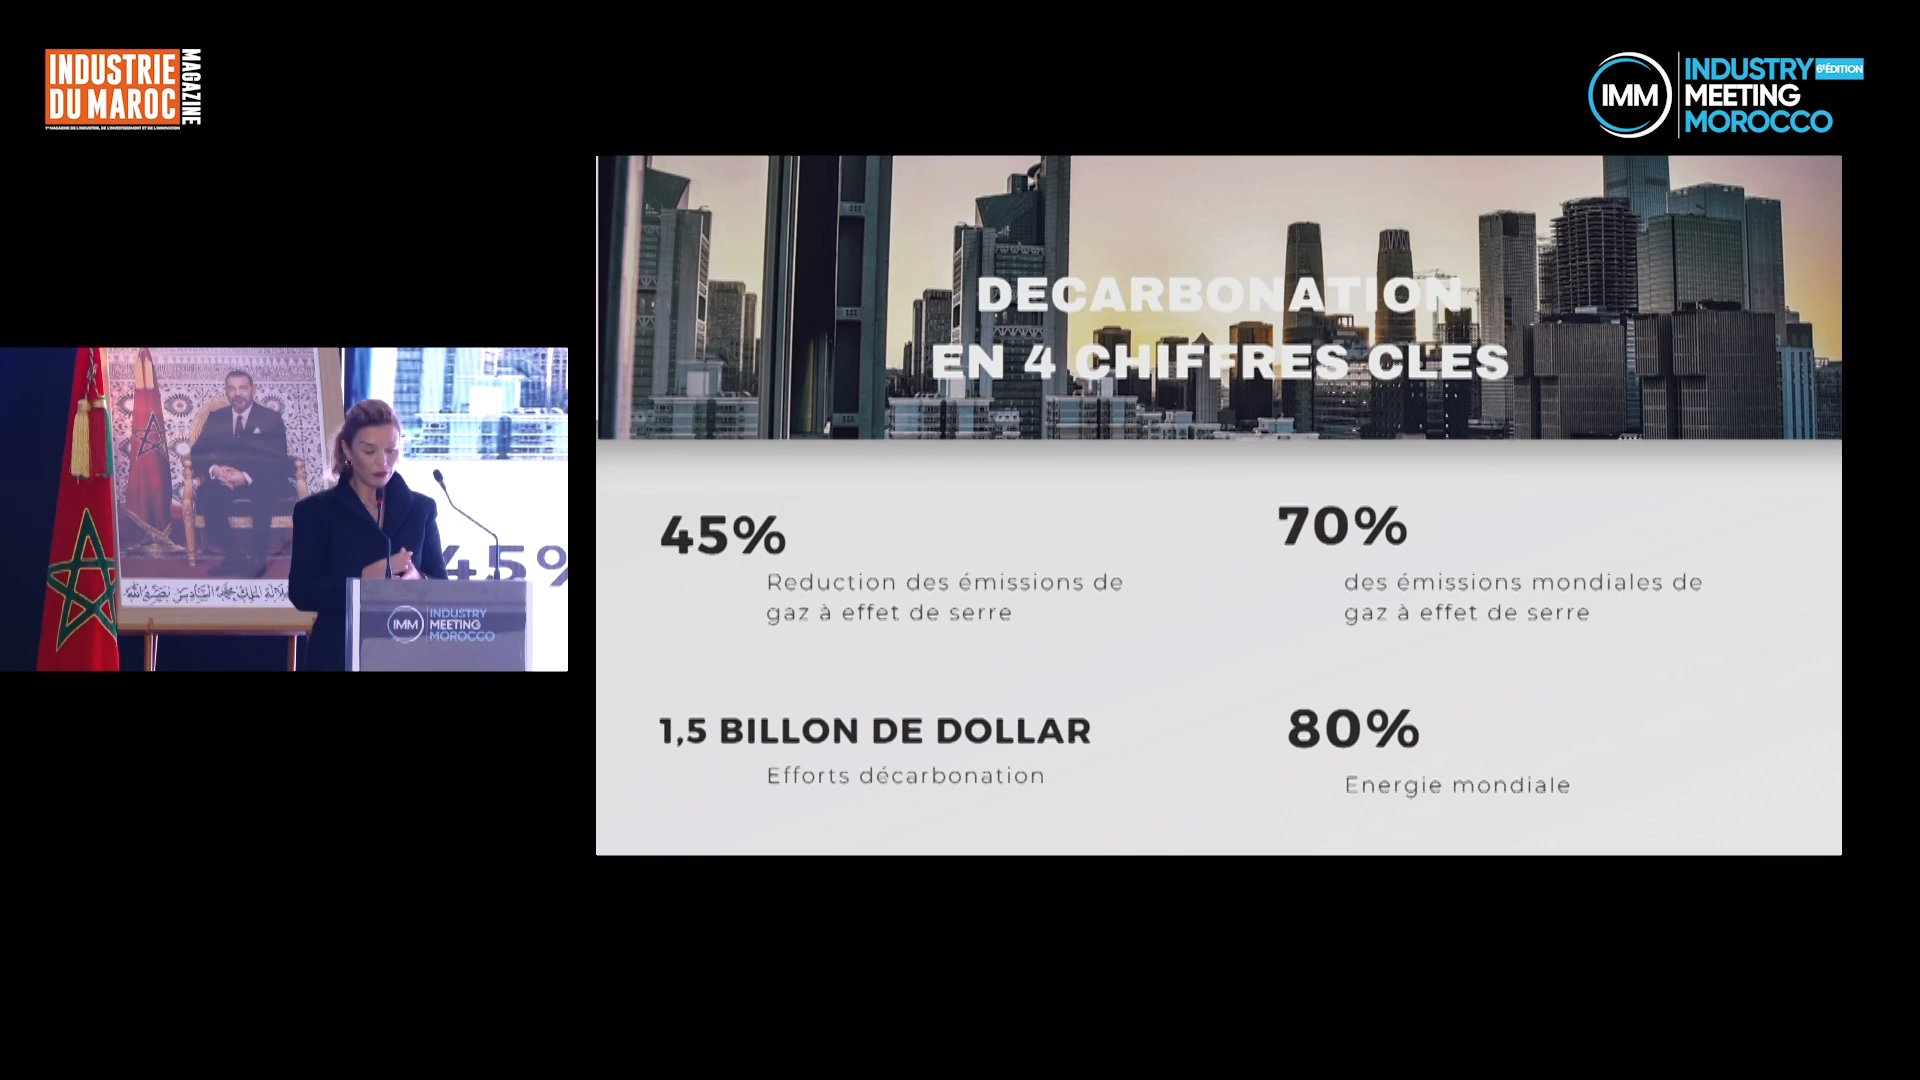 INDUSTRIE
DU MAROC
MAGAZINE
INDUSTRY 6ᵉÉDITION
IMM MEETING
MOROCCO
DECARBONATION
EN 4 CHIFFRES CLES
45%
Reduction des émissions de
gaz à effet de serre
70%
des émissions mondiales de
gaz à effet de serre
1,5 BILLON DE DOLLAR
Efforts décarbonation
80%
Energie mondiale
45%
INDUSTRY
IMM MEETING
MOROCCO